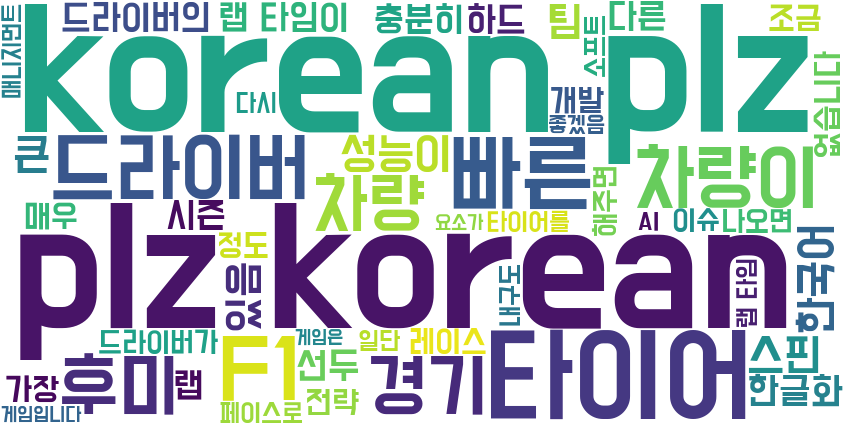 매니지먼트
드라이버의
랩 타임이
충분히
하드
팀
소프트
다른
조금
korean plz
다시
개발
좋겠음
없습니다
큰
드라이버
성능이
빠른
차량이
차량
해주면
매우
시즌
정도
요소가
타이어를
AI
이슈
나오면
plz korean
있음
내구도
랩 타임
한국어
드라이버가
게임은
일단
레이스
F1
선두
경기
타이어
스핀
가장
후미
랩
한글화
게임입니다
페이스로
전략